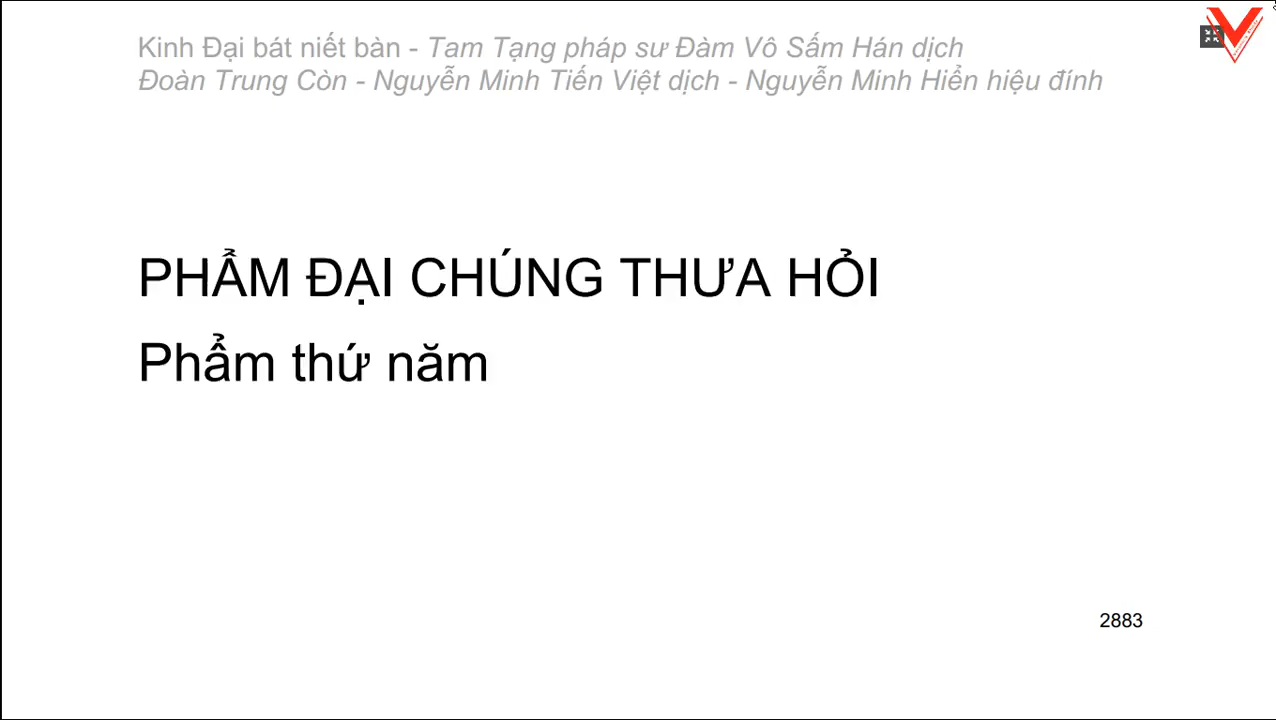 Kinh Đại bát niết bàn - Tam Tạng pháp sư Đàm Vô Sấm Hán dịch
Đoàn Trung Còn - Nguyễn Minh Tiến Việt dịch - Nguyễn Minh Hiển hiệu đính
PHẨM ĐẠI CHÚNG THƯA HỎI
Phẩm thứ năm
2883